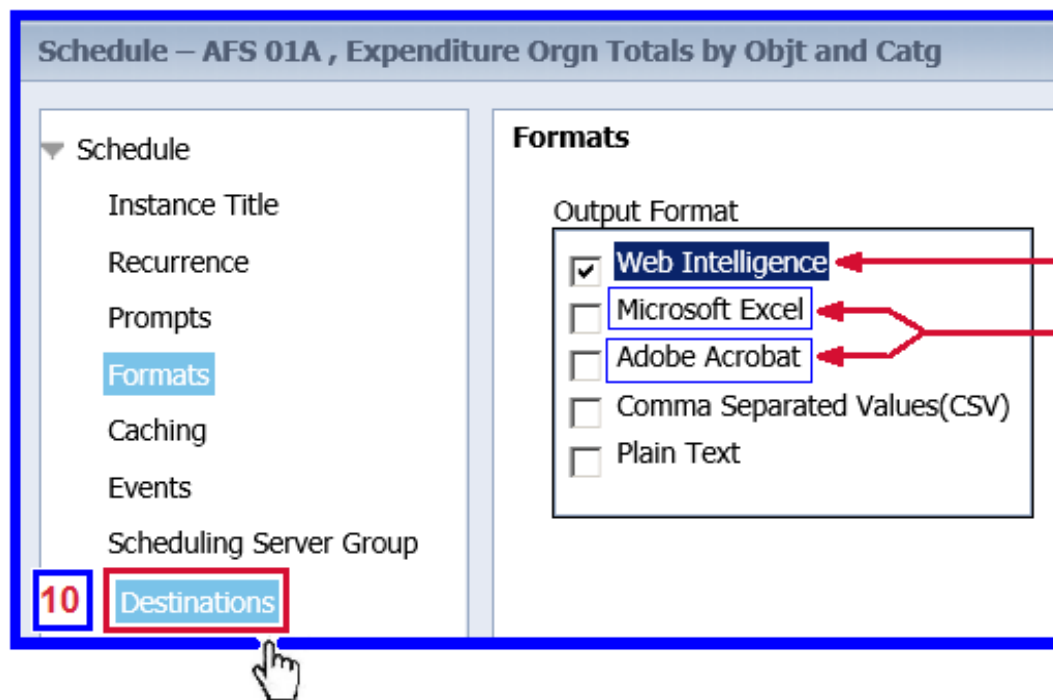 Schedule – AFS 01A , Expenditure Orgn Totals by Objt and Catg
Schedule
Instance Title
Recurrence
Prompts
Formats
Caching
Events
Scheduling Server Group
10 Destinations
Formats
Output Format
Web Intelligence
Microsoft Excel
Adobe Acrobat
Comma Separated Values(CSV)
Plain Text